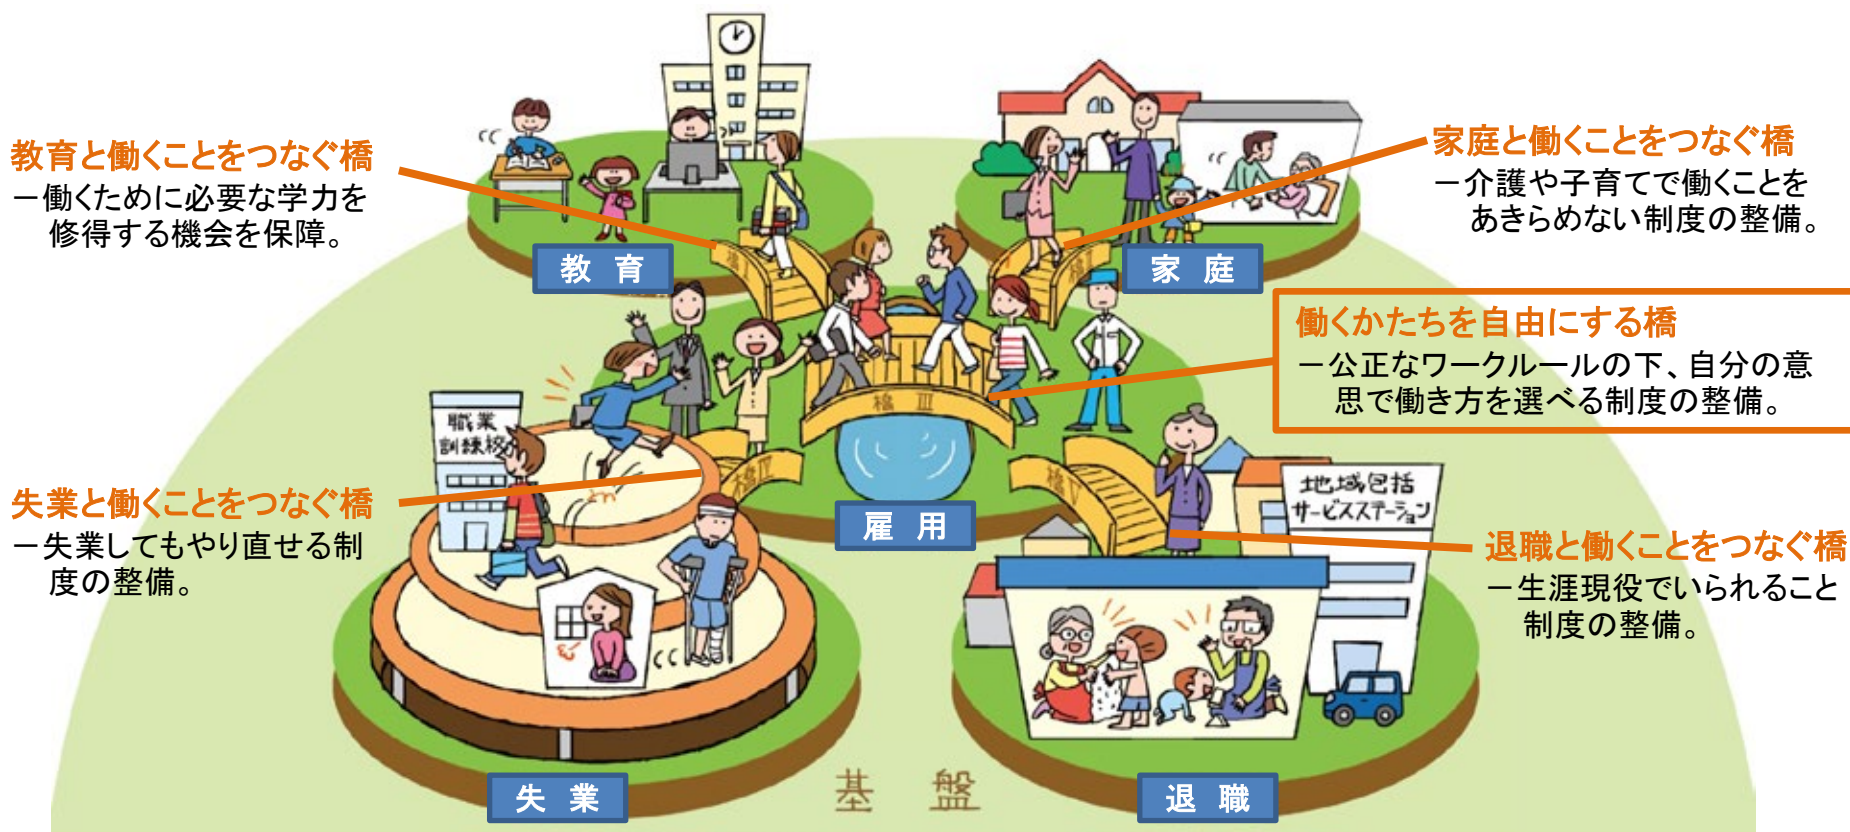 教育と働くことをつなぐ橋
－働くために必要な学力を
修得する機会を保障。
家庭と働くことをつなぐ橋
－介護や子育てで働くことを
あきらめない制度の整備。
教 育
家 庭
働くかたちを自由にする橋
－公正なワークルールの下、自分の意
思で働き方を選べる制度の整備。
橋 Ⅲ
職業
訓練校
橋Ⅳ
橋Ⅴ
地域包括
サービスステーション
失業と働くことをつなぐ橋
－失業してもやり直せる制
度の整備。
雇 用
退職と働くことをつなぐ橋
－生涯現役でいられること
制度の整備。
失 業
基 盤
退 職